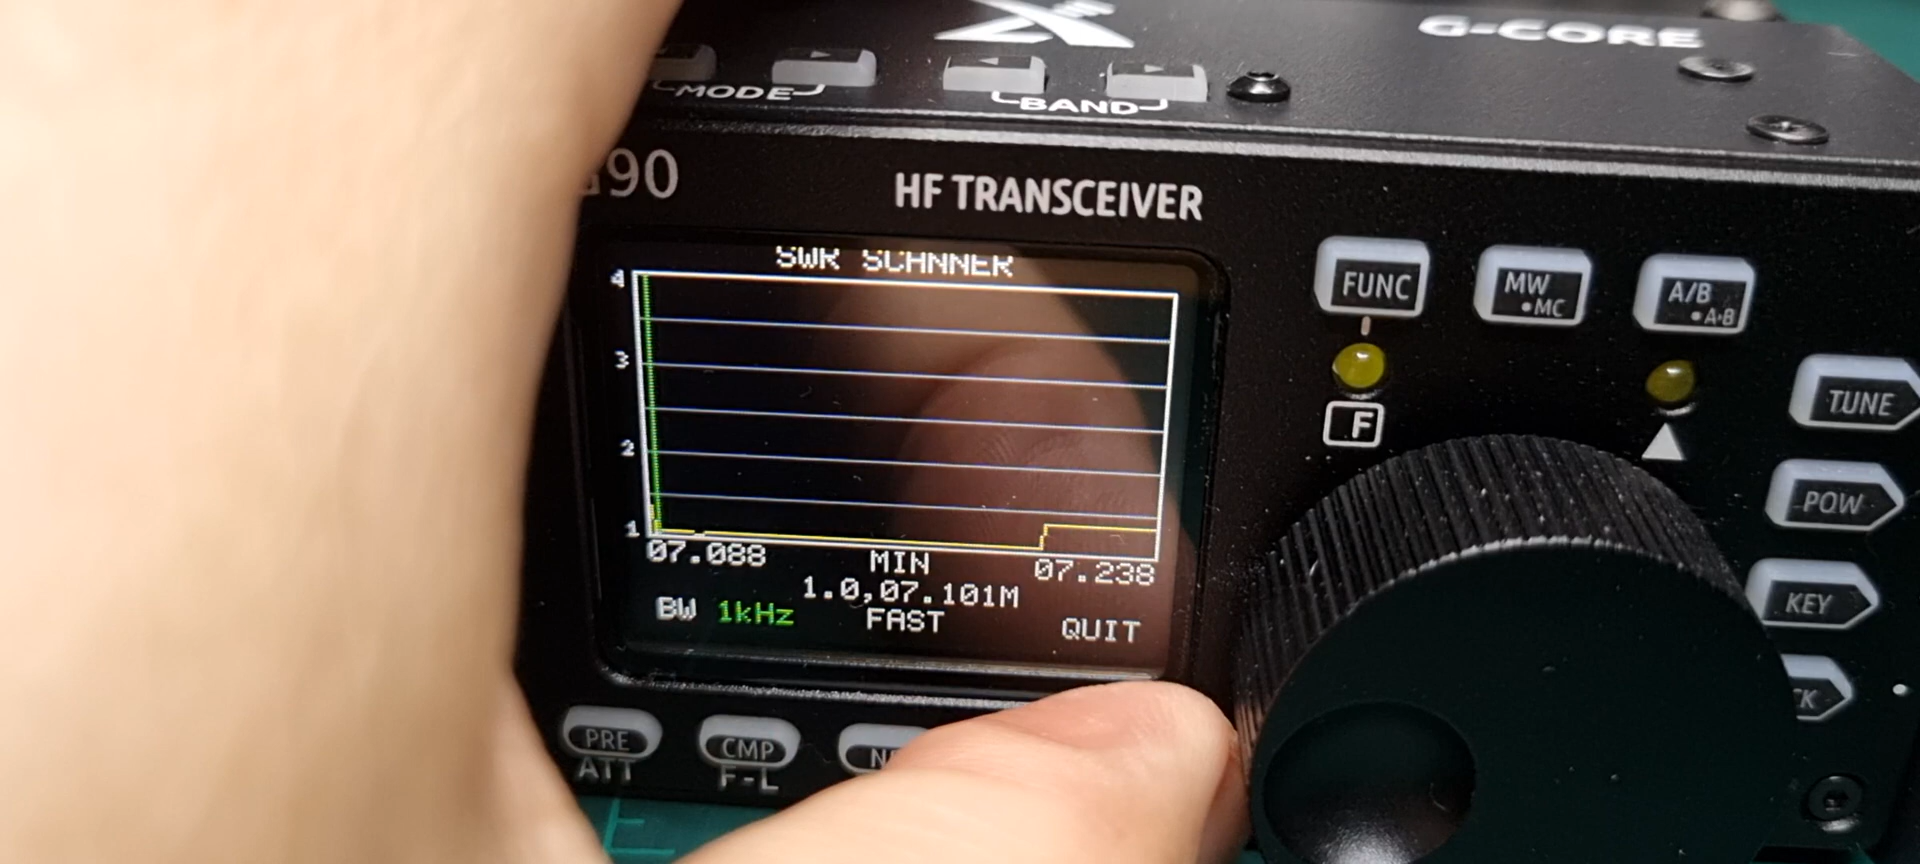 G-CORE
MODE
BAND
G90
HF TRANSCEIVER
SWR SCANNER
4
3
2
1
07.088
MIN
07.238
1.0,07.101M
BW 1kHz
FAST
QUIT
FUNC
MW
•MC
A/B
•A›B
F
TUNE
POW
KEY
PRE
CMP
ATT
F-L